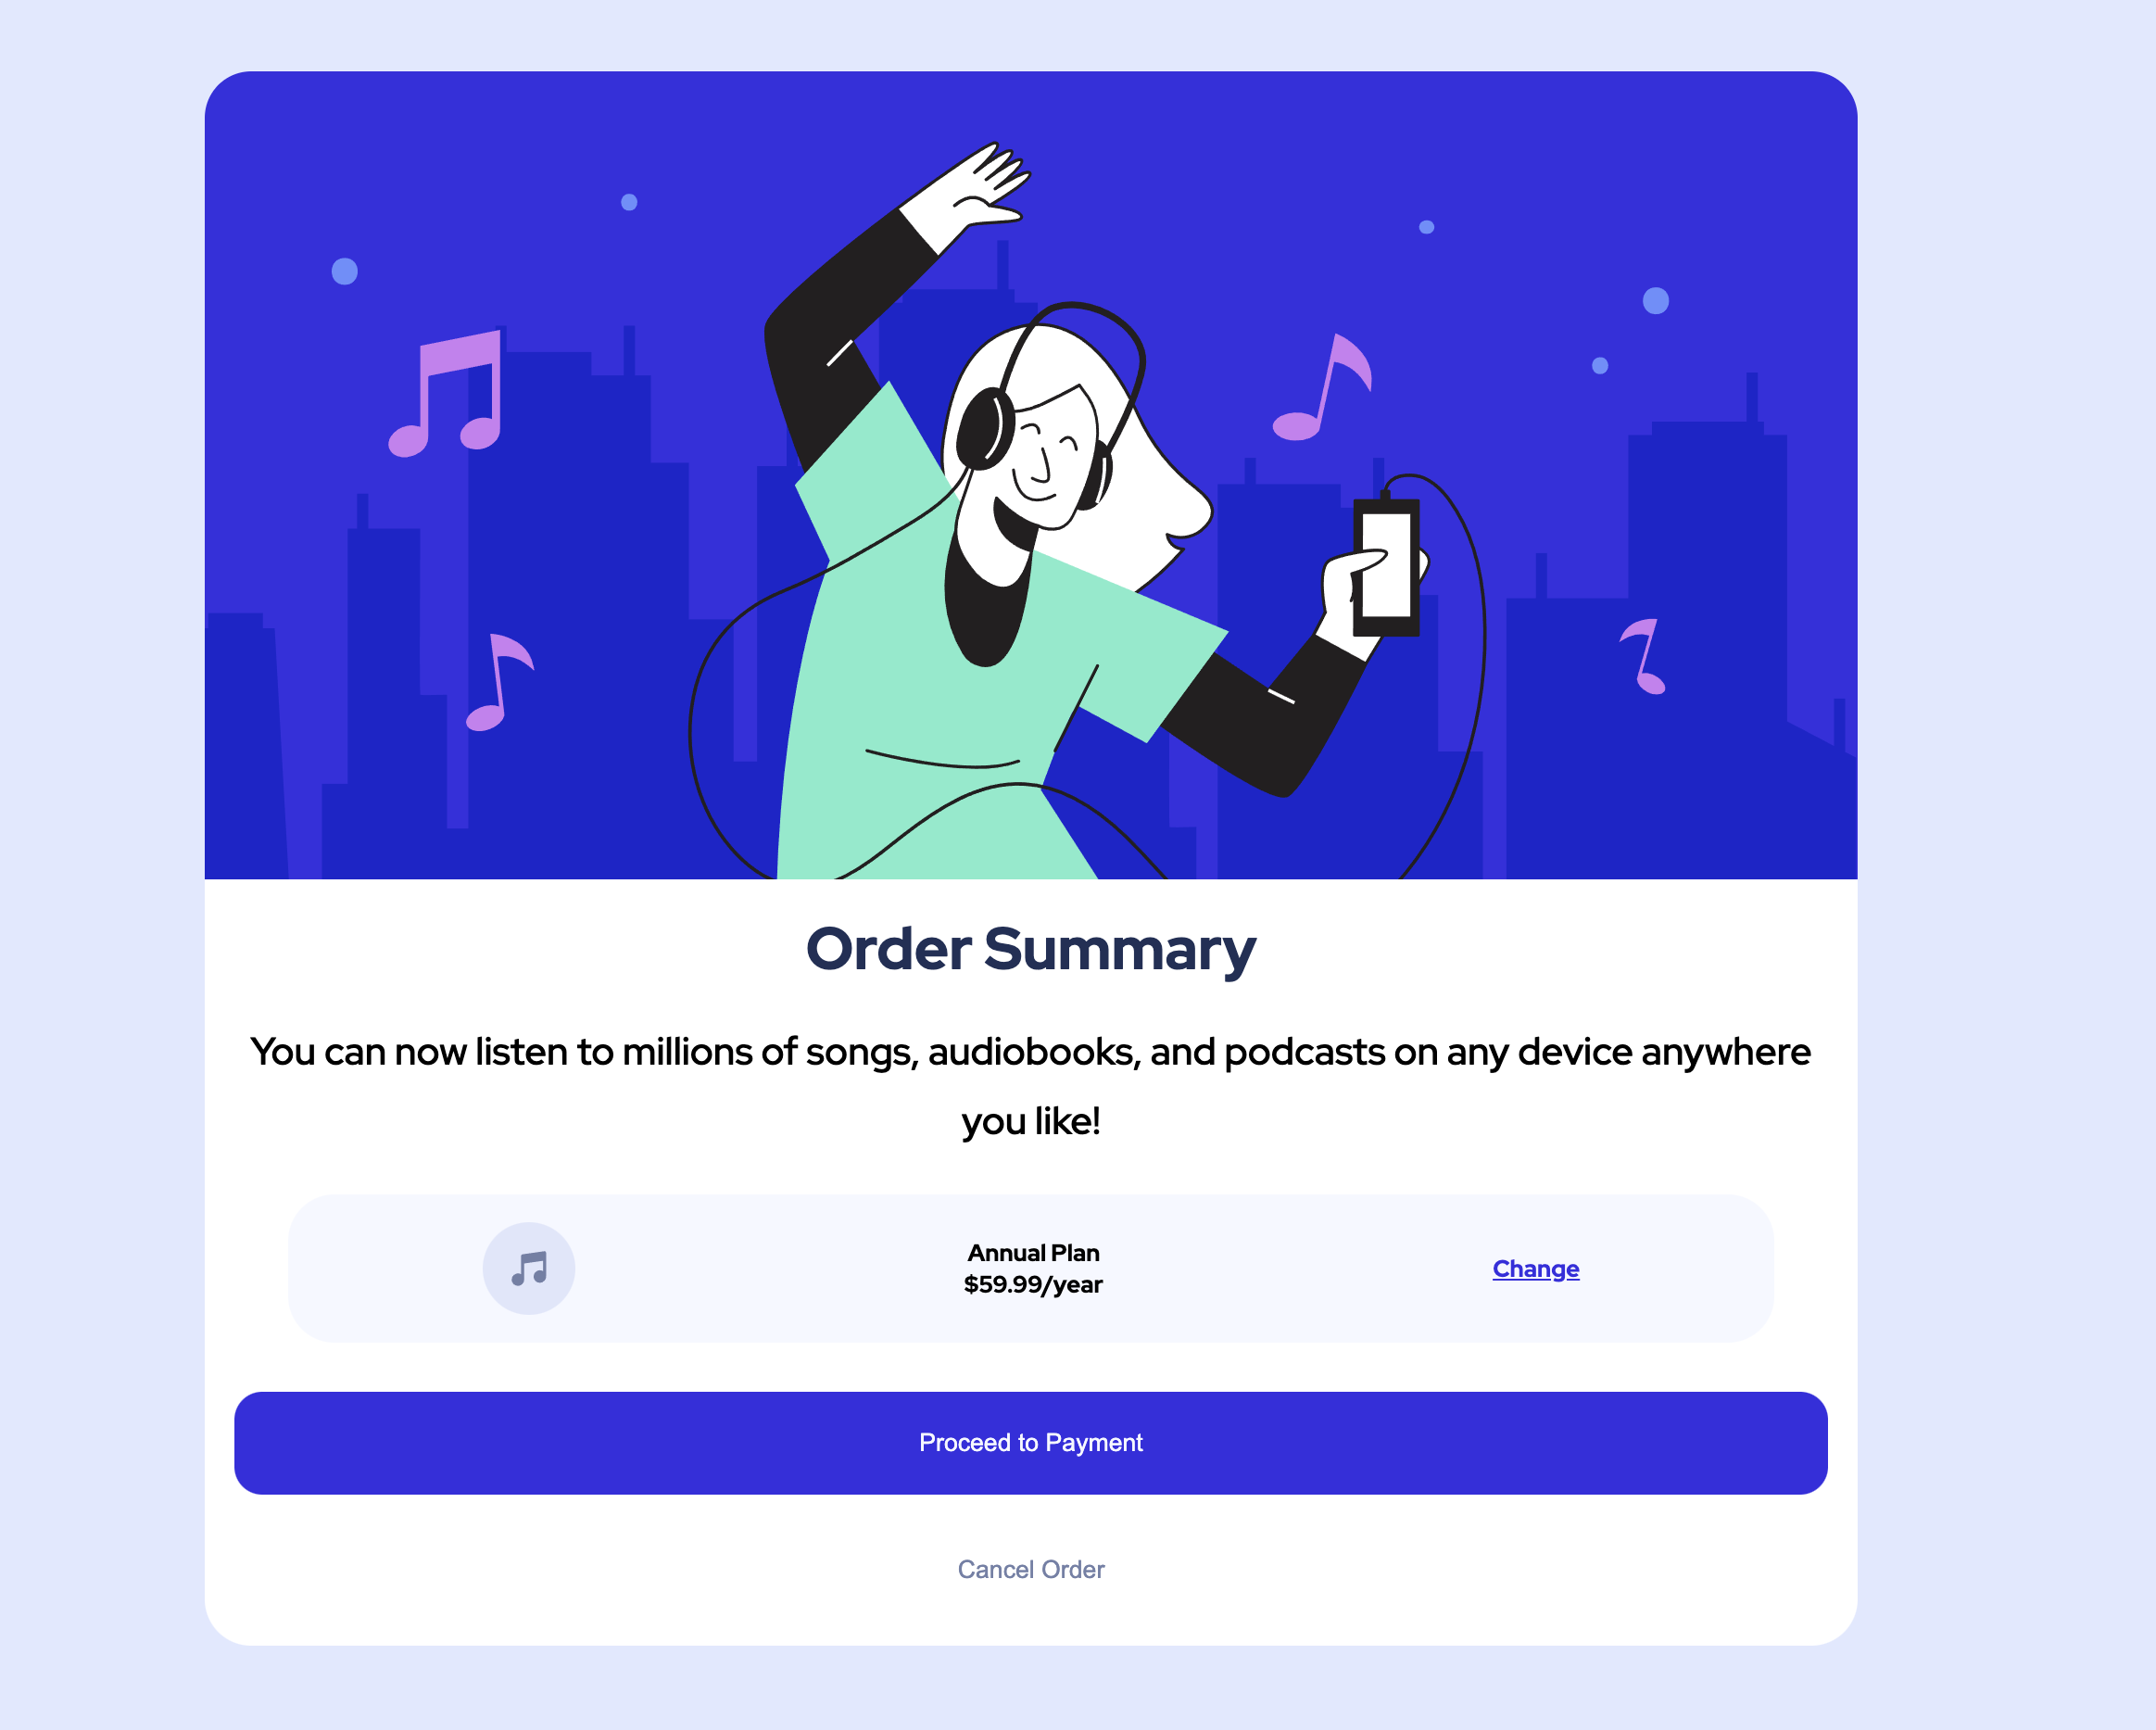 Order Summary
You can now listen to millions of songs, audiobooks, and podcasts on any device anywhere
you like!
Annual Plan
$59.99/year
Change
Proceed to Payment
Cancel Order